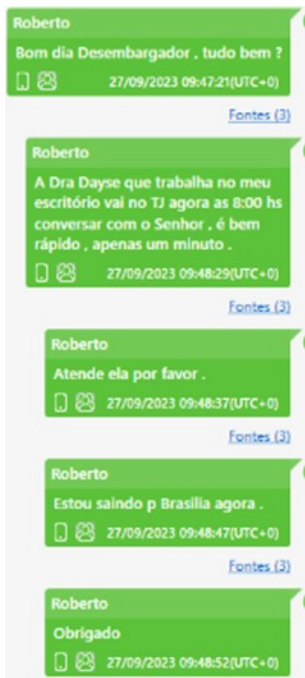 Roberto
Bom dia Desembargador , tudo bem ?
27/09/2023 09:47:21(UTC+0)
Fontes (3)
Roberto
A Dra Dayse que trabalha no meu
escritório vai no TJ agora as 8:00 hs
conversar com o Senhor , é bem
rápido , apenas um minuto .
27/09/2023 09:48:29(UTC+0)
Fontes (3)
Roberto
Atende ela por favor .
27/09/2023 09:48:37(UTC+0)
Fontes (3)
Roberto
Estou saindo p Brasilia agora .
27/09/2023 09:48:47(UTC+0)
Fontes (3)
Roberto
Obrigado
27/09/2023 09:48:52(UTC+0)